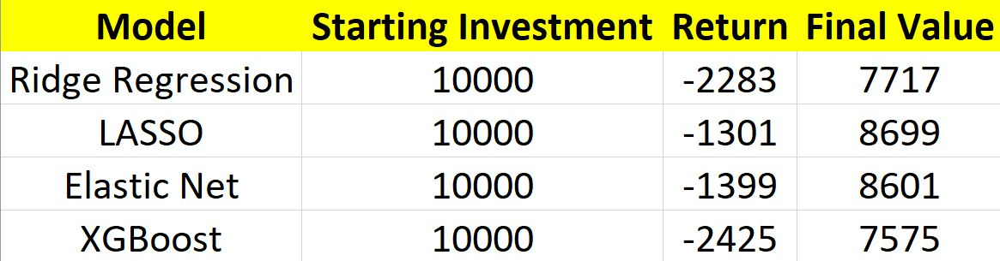 Model Starting Investment Return Final Value
Ridge Regression 10000 -2283 7717
LASSO 10000 -1301 8699
Elastic Net 10000 -1399 8601
XGBoost 10000 -2425 7575